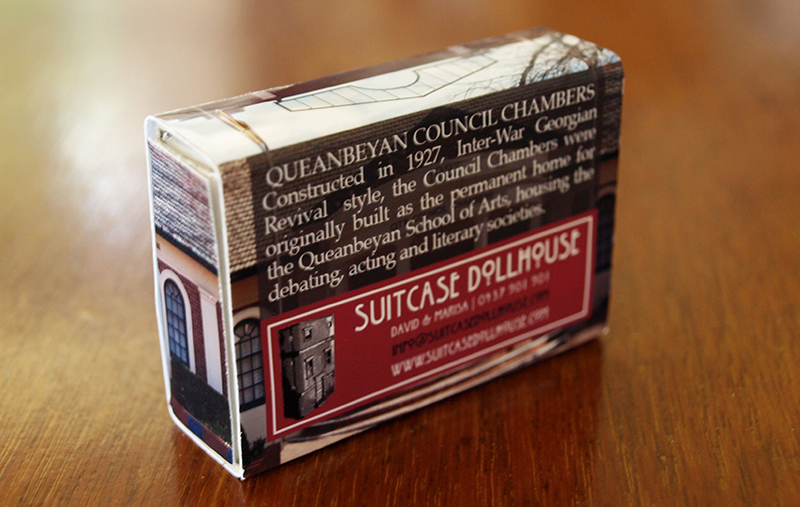 QUEANBEYAN COUNCIL CHAMBERS
Constructed in 1927, Inter-War Georgian
Revival style, the Council Chambers were
originally built as the permanent home for
the Queanbeyan School of Arts, housing the
debating, acting and literary societies.
SUITCASE DOLLHOUSE
DAVID & MARISA | 0437 901 901
INFO@SUITCASEDOLLHOUSE.COM
WWW.SUITCASEDOLLHOUSE.COM